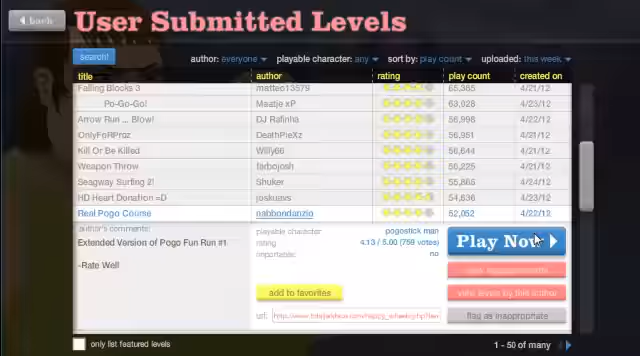 back
User Submitted Levels
search!
author: everyone playable character: any sort by: play count uploaded: this week
title author rating play count created on
Falling Blocks 3 matteo13579 65,365 4/21/12
Po-Go-Go! Maatje xP 63,028 4/23/12
Arrow Run ... Blow! DJ Rafinha 56,998 4/22/12
OnlyForProz DeathPieXz 56,951 4/21/12
Kill Or Be Killed Willy66 56,644 4/21/12
Weapon Throw farbojosh 56,225 4/21/12
Segway Surfing 2! Shuker 55,865 4/24/12
HD Heart Donation =D joskuavs 54,636 4/23/12
Real Pogo Course nabbondanzio 52,052 4/22/12
author's comments:
Extended Version of Pogo Fun Run #1
-Rate Well
playable character pogostick man
rating 4.13 / 5.00 (759 votes)
importable: no
Play Now
add to favorites
view levels by this author
url:
flag as inappropriate
only list featured levels
1 - 50 of many